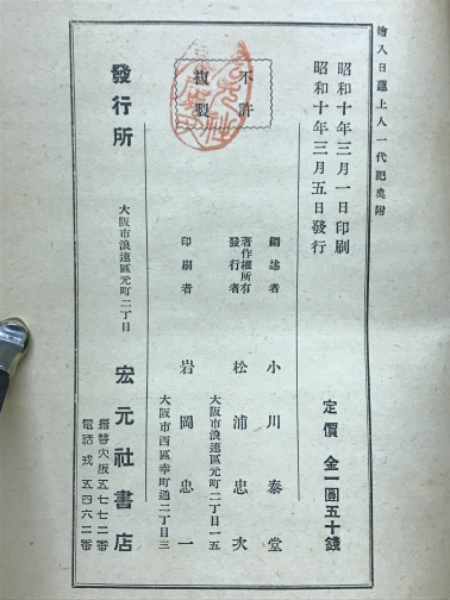 繪入日蓮上人一代記奥附
昭和十年三月一日印刷
昭和十年三月五日發行
定價 金一圓五十錢
不許
複製
編述者 小川泰堂
著作權所有
發行者 松浦忠次
大阪市浪速區元町二丁目一五
印刷者 岩岡忠一
大阪市西區幸町通二丁目三
發行所 大阪市浪速區元町二丁目 宏元社書店
振替大阪五七七二番
電話戎五四六二番